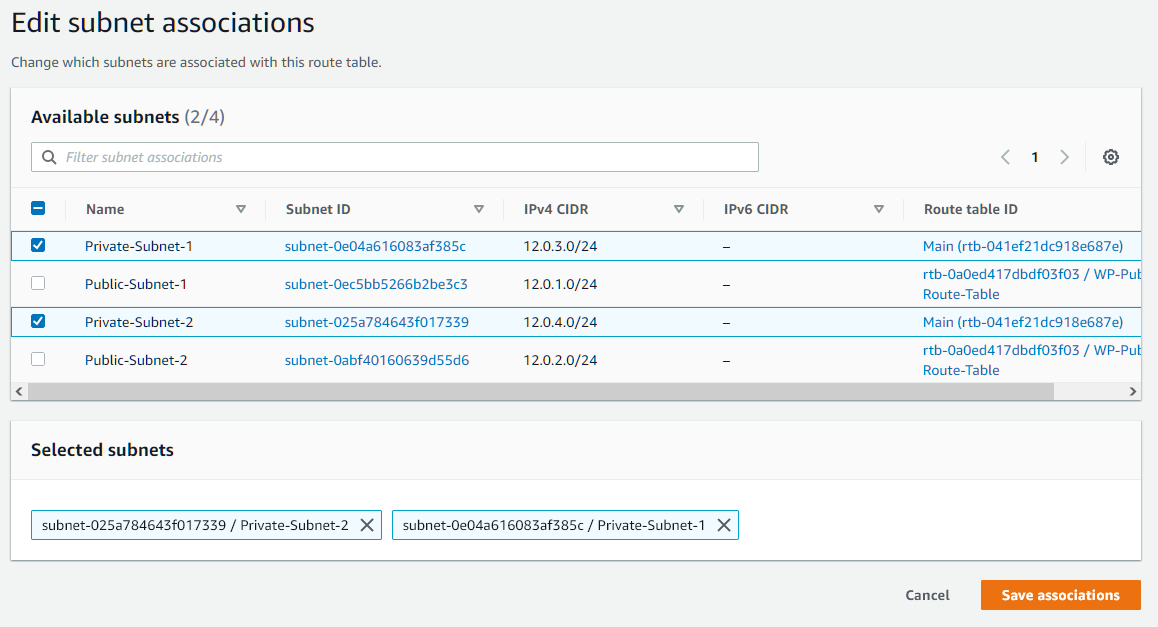 Edit subnet associations
Change which subnets are associated with this route table.
Available subnets (2/4)
Filter subnet associations
1
Name Subnet ID IPv4 CIDR IPv6 CIDR Route table ID
Private-Subnet-1 subnet-0e04a616083af385c 12.0.3.0/24 – Main (rtb-041ef21dc918e687e)
Public-Subnet-1 subnet-0ec5bb5266b2be3c3 12.0.1.0/24 – rtb-0a0ed417dbdf03f03 / WP-Pub
Route-Table
Private-Subnet-2 subnet-025a784643f017339 12.0.4.0/24 – Main (rtb-041ef21dc918e687e)
Public-Subnet-2 subnet-0abf40160639d55d6 12.0.2.0/24 – rtb-0a0ed417dbdf03f03 / WP-Pub
Route-Table
Selected subnets
subnet-025a784643f017339 / Private-Subnet-2 subnet-0e04a616083af385c / Private-Subnet-1
Cancel Save associations